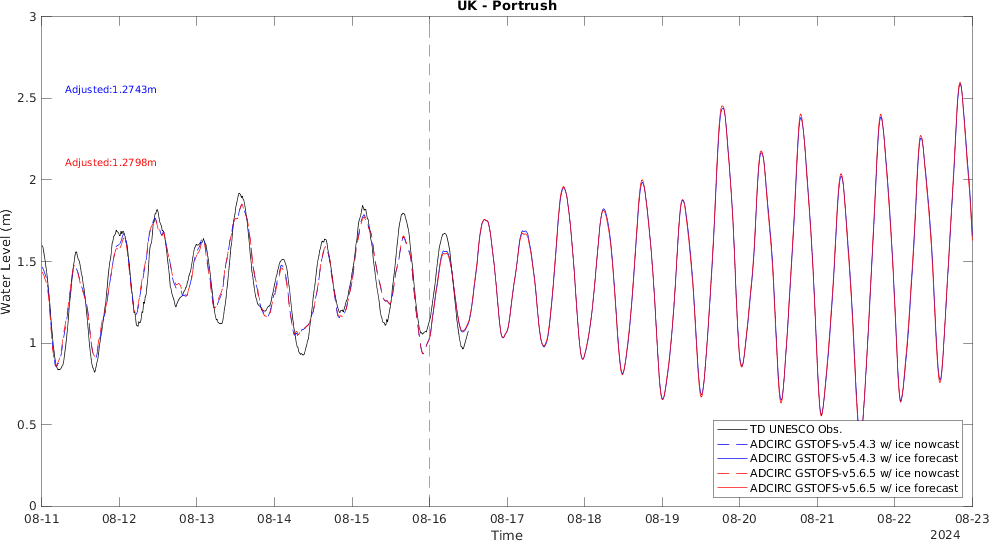 UK - Portrush
3
2.5
2
1.5
1
0.5
0
Water Level (m)
Adjusted:1.2743m
Adjusted:1.2798m
TD UNESCO Obs.
ADCIRC GSTOFS-v5.4.3 w/ ice nowcast
ADCIRC GSTOFS-v5.4.3 w/ ice forecast
ADCIRC GSTOFS-v5.6.5 w/ ice nowcast
ADCIRC GSTOFS-v5.6.5 w/ ice forecast
08-11 08-12 08-13 08-14 08-15 08-16 08-17 08-18 08-19 08-20 08-21 08-22 08-23
Time
2024